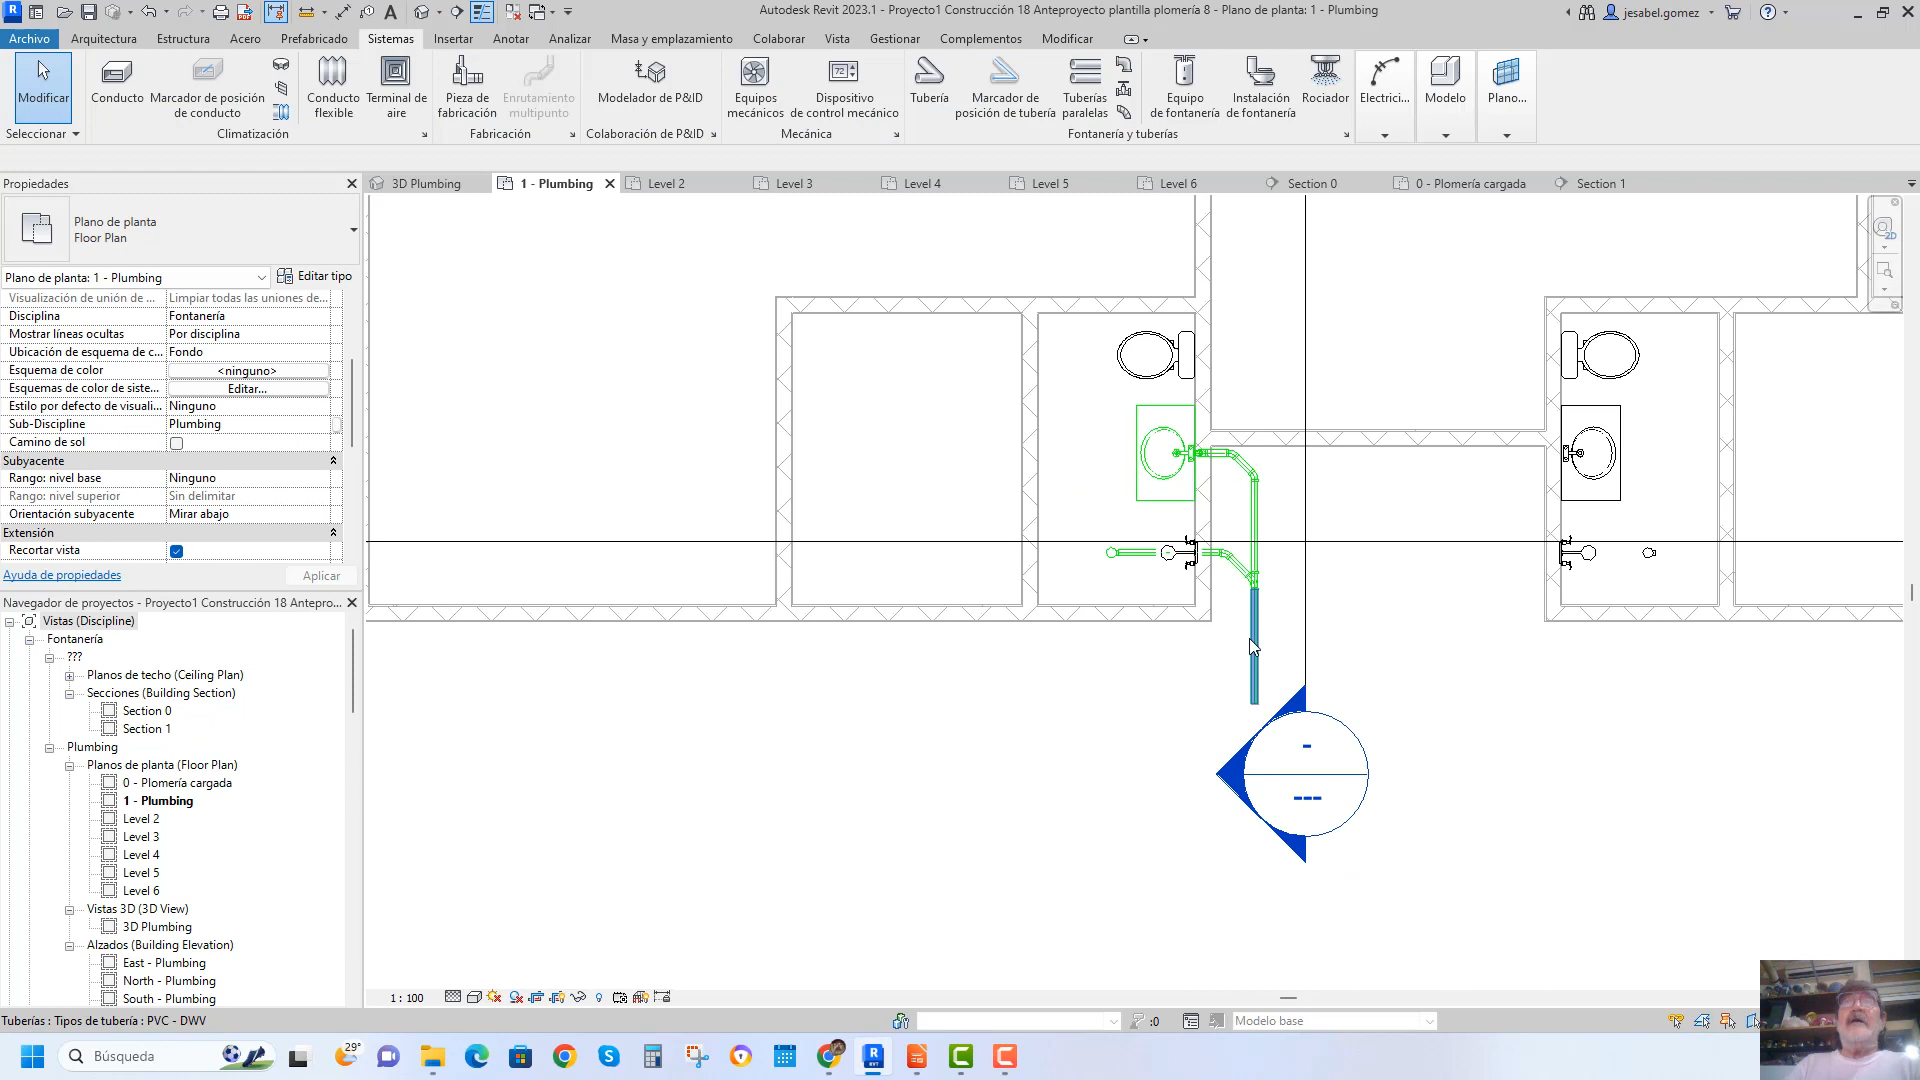 Autodesk Revit 2023.1 - Proyecto1 Construcción 18 Anteproyecto plantilla plomería 8 - Plano de planta: 1 - Plumbing
jesabel.gomez
Archivo Arquitectura Estructura Acero Prefabricado Sistemas Insertar Anotar Analizar Masa y emplazamiento Colaborar Vista Gestionar Complementos Modificar
Modificar
Conducto
Marcador de posición de conducto
Conducto flexible
Terminal de aire
Pieza de fabricación
Enrutamiento multipunto
Modelador de P&ID
Equipos mecánicos
Dispositivo de control mecánico
Tubería
Marcador de posición de tubería
Tuberías paralelas
Equipo de fontanería
Instalación de fontanería
Rociador
Electrici...
Modelo
Plano...
Seleccionar Climatización Fabricación Colaboración de P&ID Mecánica Fontanería y tuberías
Propiedades
3D Plumbing 1 - Plumbing Level 2 Level 3 Level 4 Level 5 Level 6 Section 0 0 - Plomería cargada Section 1
Plano de planta
Floor Plan
Plano de planta: 1 - Plumbing Editar tipo
Visualización de unión de ... Limpiar todas las uniones de...
Disciplina Fontanería
Mostrar líneas ocultas Por disciplina
Ubicación de esquema de c... Fondo
Esquema de color <ninguno>
Esquemas de color de siste... Editar...
Estilo por defecto de visuali... Ninguno
Sub-Discipline Plumbing
Camino de sol
Subyacente
Rango: nivel base Ninguno
Rango: nivel superior Sin delimitar
Orientación subyacente Mirar abajo
Extensión
Recortar vista
Ayuda de propiedades Aplicar
Navegador de proyectos - Proyecto1 Construcción 18 Antepro...
Vistas (Discipline)
Fontanería
???
Planos de techo (Ceiling Plan)
Secciones (Building Section)
Section 0
Section 1
Plumbing
Planos de planta (Floor Plan)
0 - Plomería cargada
1 - Plumbing
Level 2
Level 3
Level 4
Level 5
Level 6
Vistas 3D (3D View)
3D Plumbing
Alzados (Building Elevation)
East - Plumbing
North - Plumbing
South - Plumbing
-
---
2D
1 : 100
Tuberías : Tipos de tubería : PVC - DWV
:0
Modelo base
Búsqueda
29°